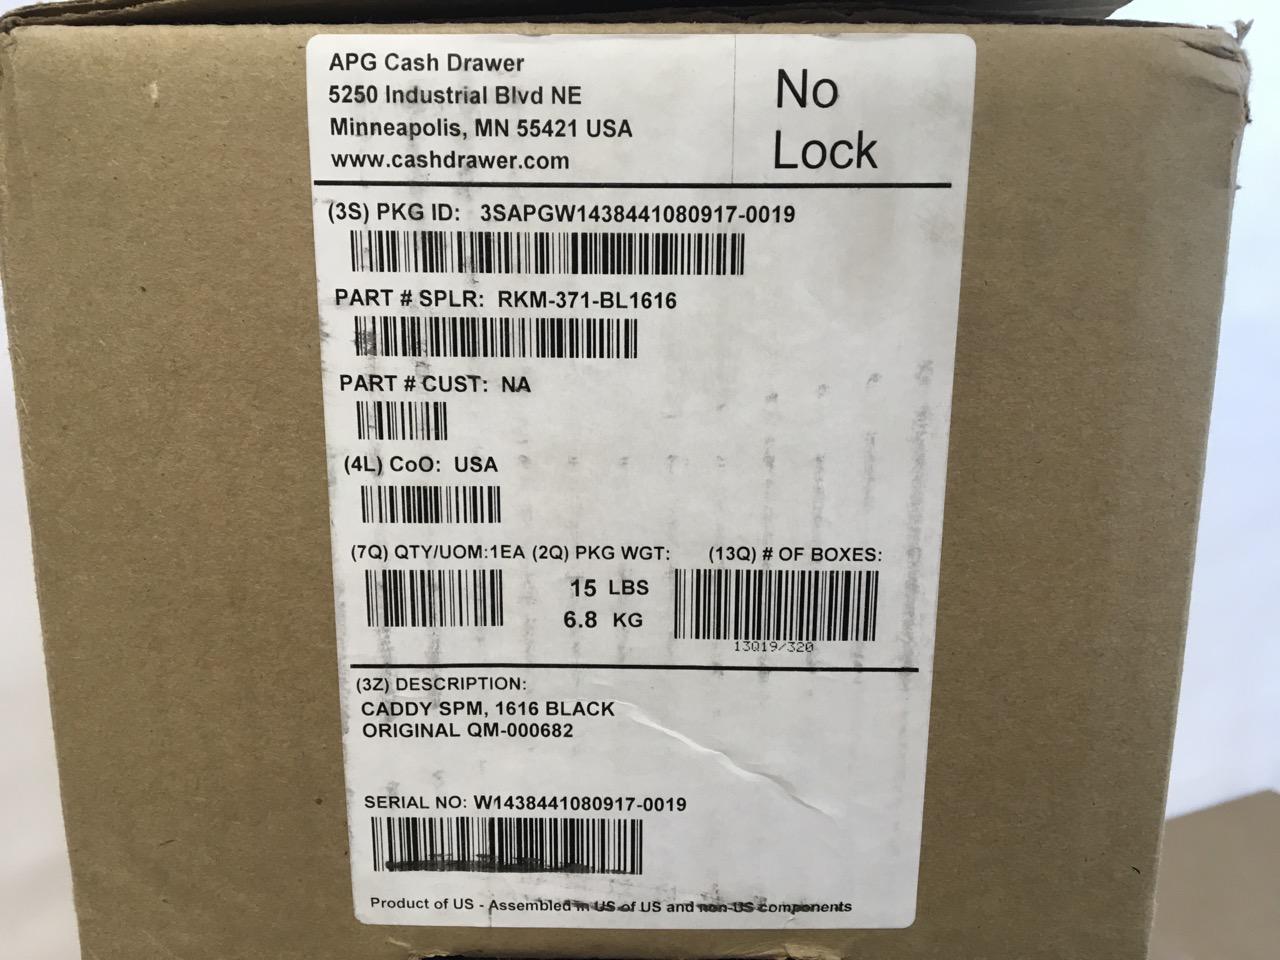 APG Cash Drawer
5250 Industrial Blvd NE
Minneapolis, MN 55421 USA
www.cashdrawer.com
No
Lock
(3S) PKG ID: 3SAPGW1438441080917-0019
PART # SPLR: RKM-371-BL1616
PART # CUST: NA
(4L) CoO: USA
(7Q) QTY/UOM:1EA (2Q) PKG WGT: (13Q) # OF BOXES:
15 LBS
6.8 KG
13Q19/320
(3Z) DESCRIPTION:
CADDY SPM, 1616 BLACK
ORIGINAL QM-000682
SERIAL NO: W1438441080917-0019
Product of US - Assembled in US of US and non-US components